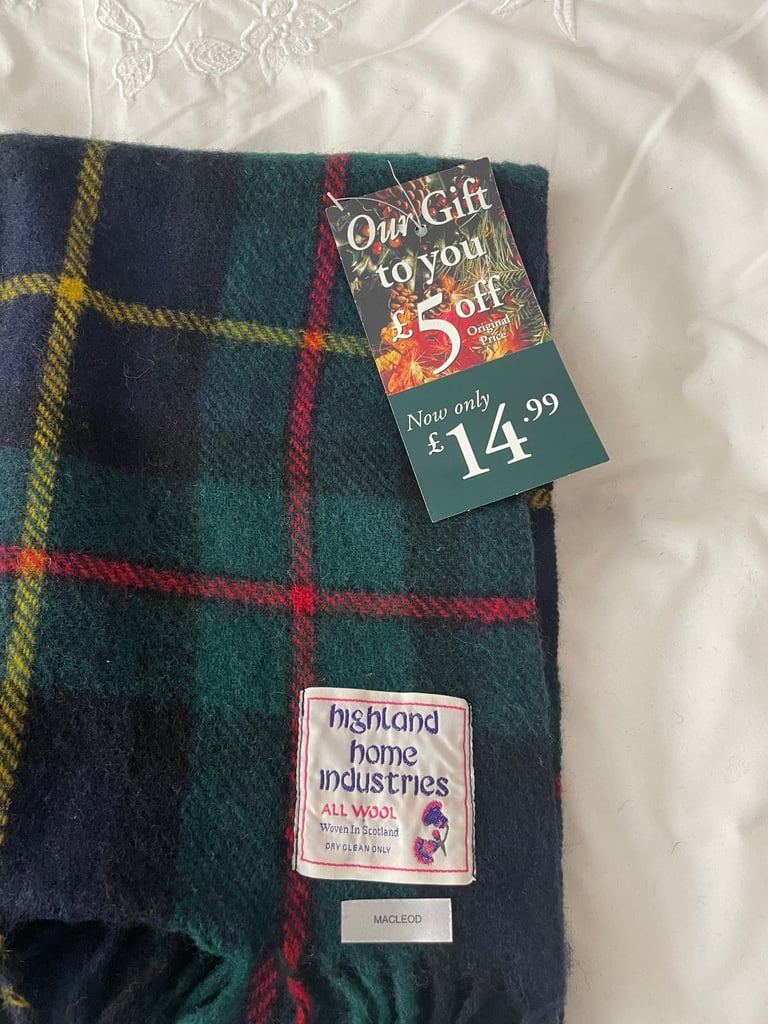 Our Gift
to you
£5 off
Original
Price
Now only
£14.99
highland
home
industries
ALL WOOL
Woven In Scotland
DRY CLEAN ONLY
MACLEOD